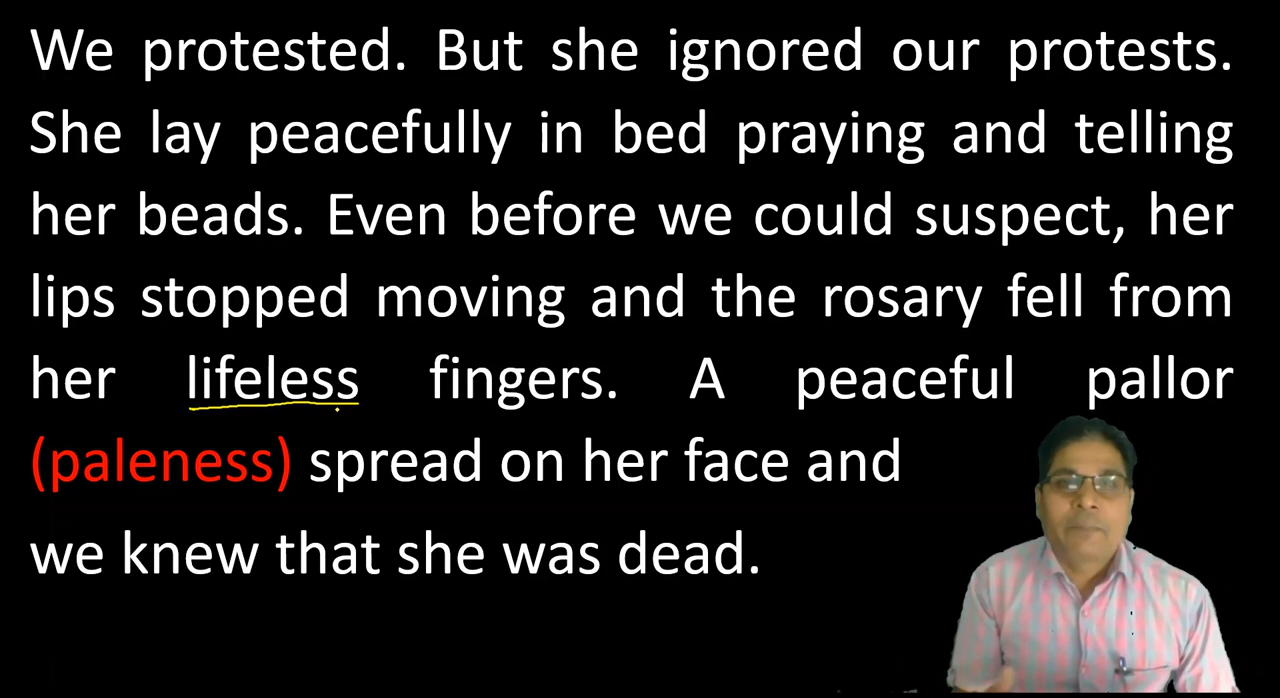 We protested. But she ignored our protests.
She lay peacefully in bed praying and telling
her beads. Even before we could suspect, her
lips stopped moving and the rosary fell from
her lifeless fingers. A peaceful pallor
(paleness) spread on her face and
we knew that she was dead.